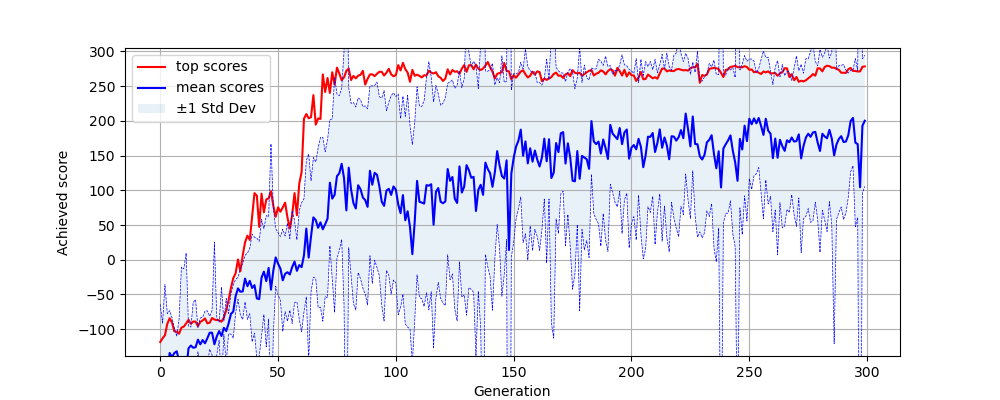 300
250
200
150
100
50
0
−50
−100
Achieved score
top scores
mean scores
±1 Std Dev
0 50 100 150 200 250 300
Generation